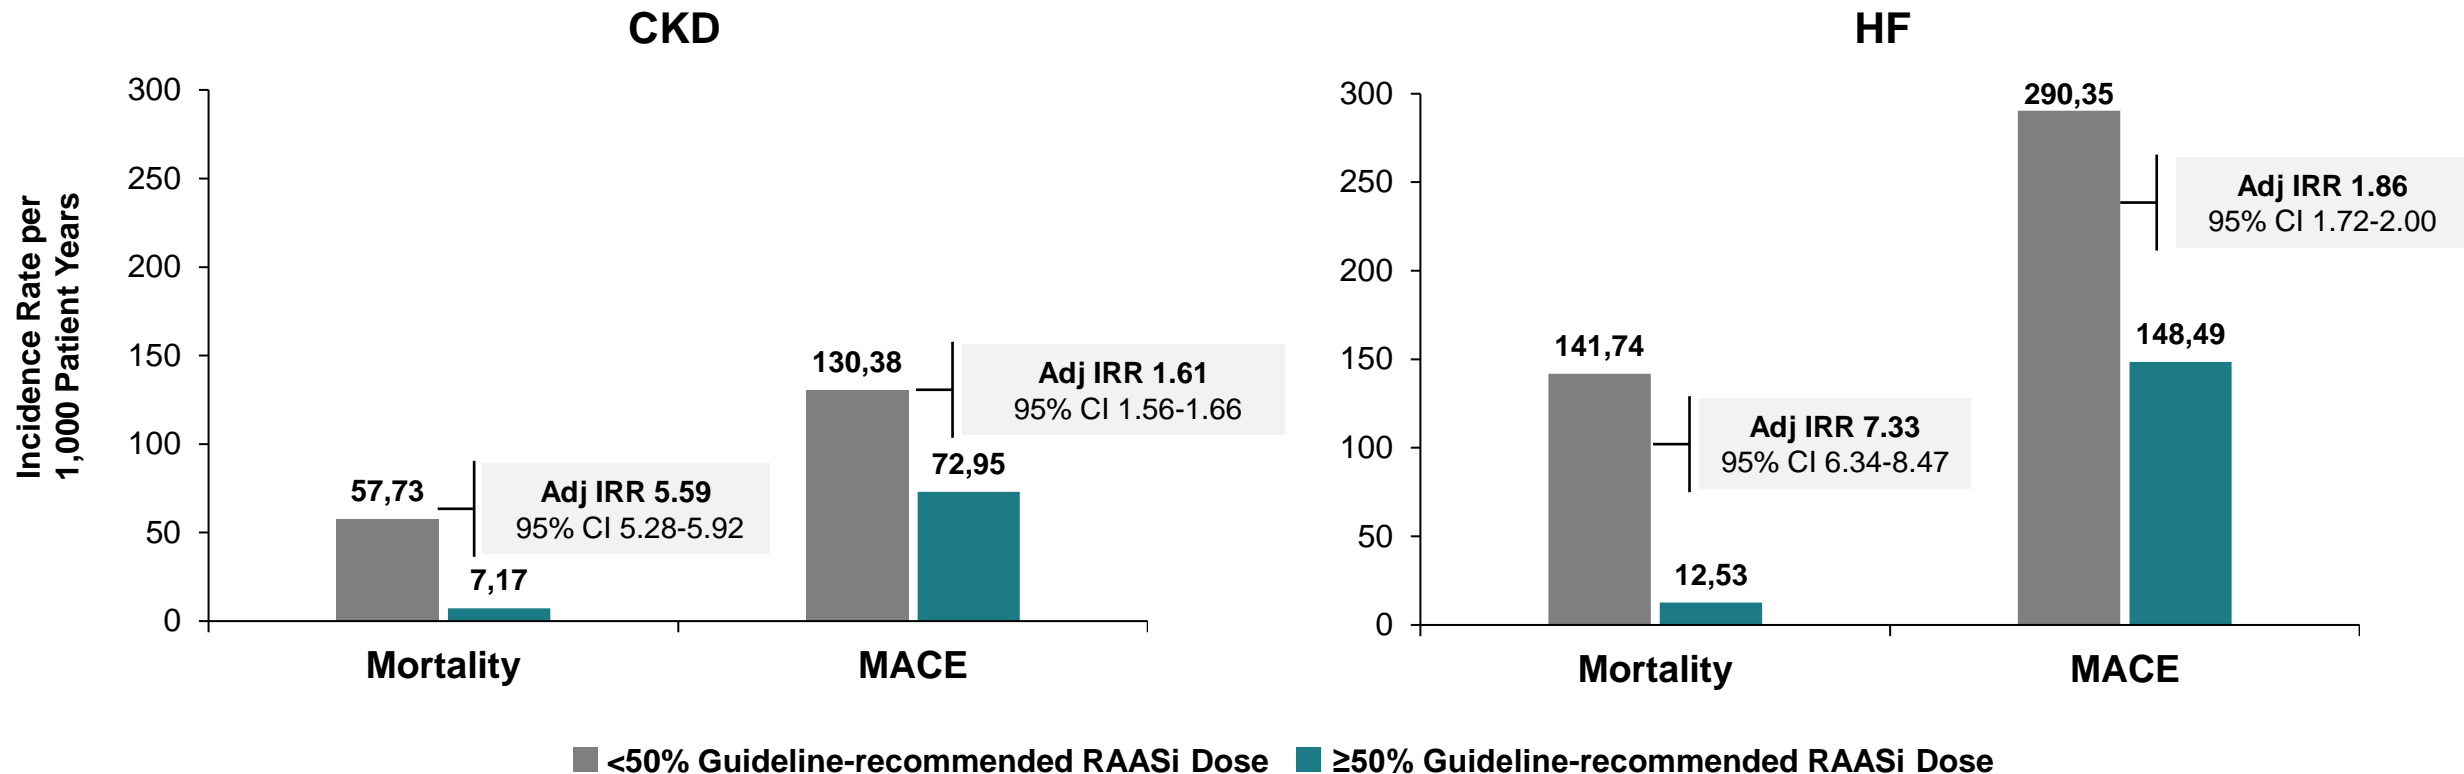 CKD
Incidence Rate per
1,000 Patient Years
300
250
200
150
100
50
0
57,73
Adj IRR 5.59
95% CI 5.28-5.92
7,17
130,38
Adj IRR 1.61
95% CI 1.56-1.66
72,95
Mortality
MACE
HF
300
250
200
150
100
50
0
141,74
Adj IRR 7.33
95% CI 6.34-8.47
12,53
290,35
Adj IRR 1.86
95% CI 1.72-2.00
148,49
Mortality
MACE
<50% Guideline-recommended RAASi Dose
≥50% Guideline-recommended RAASi Dose